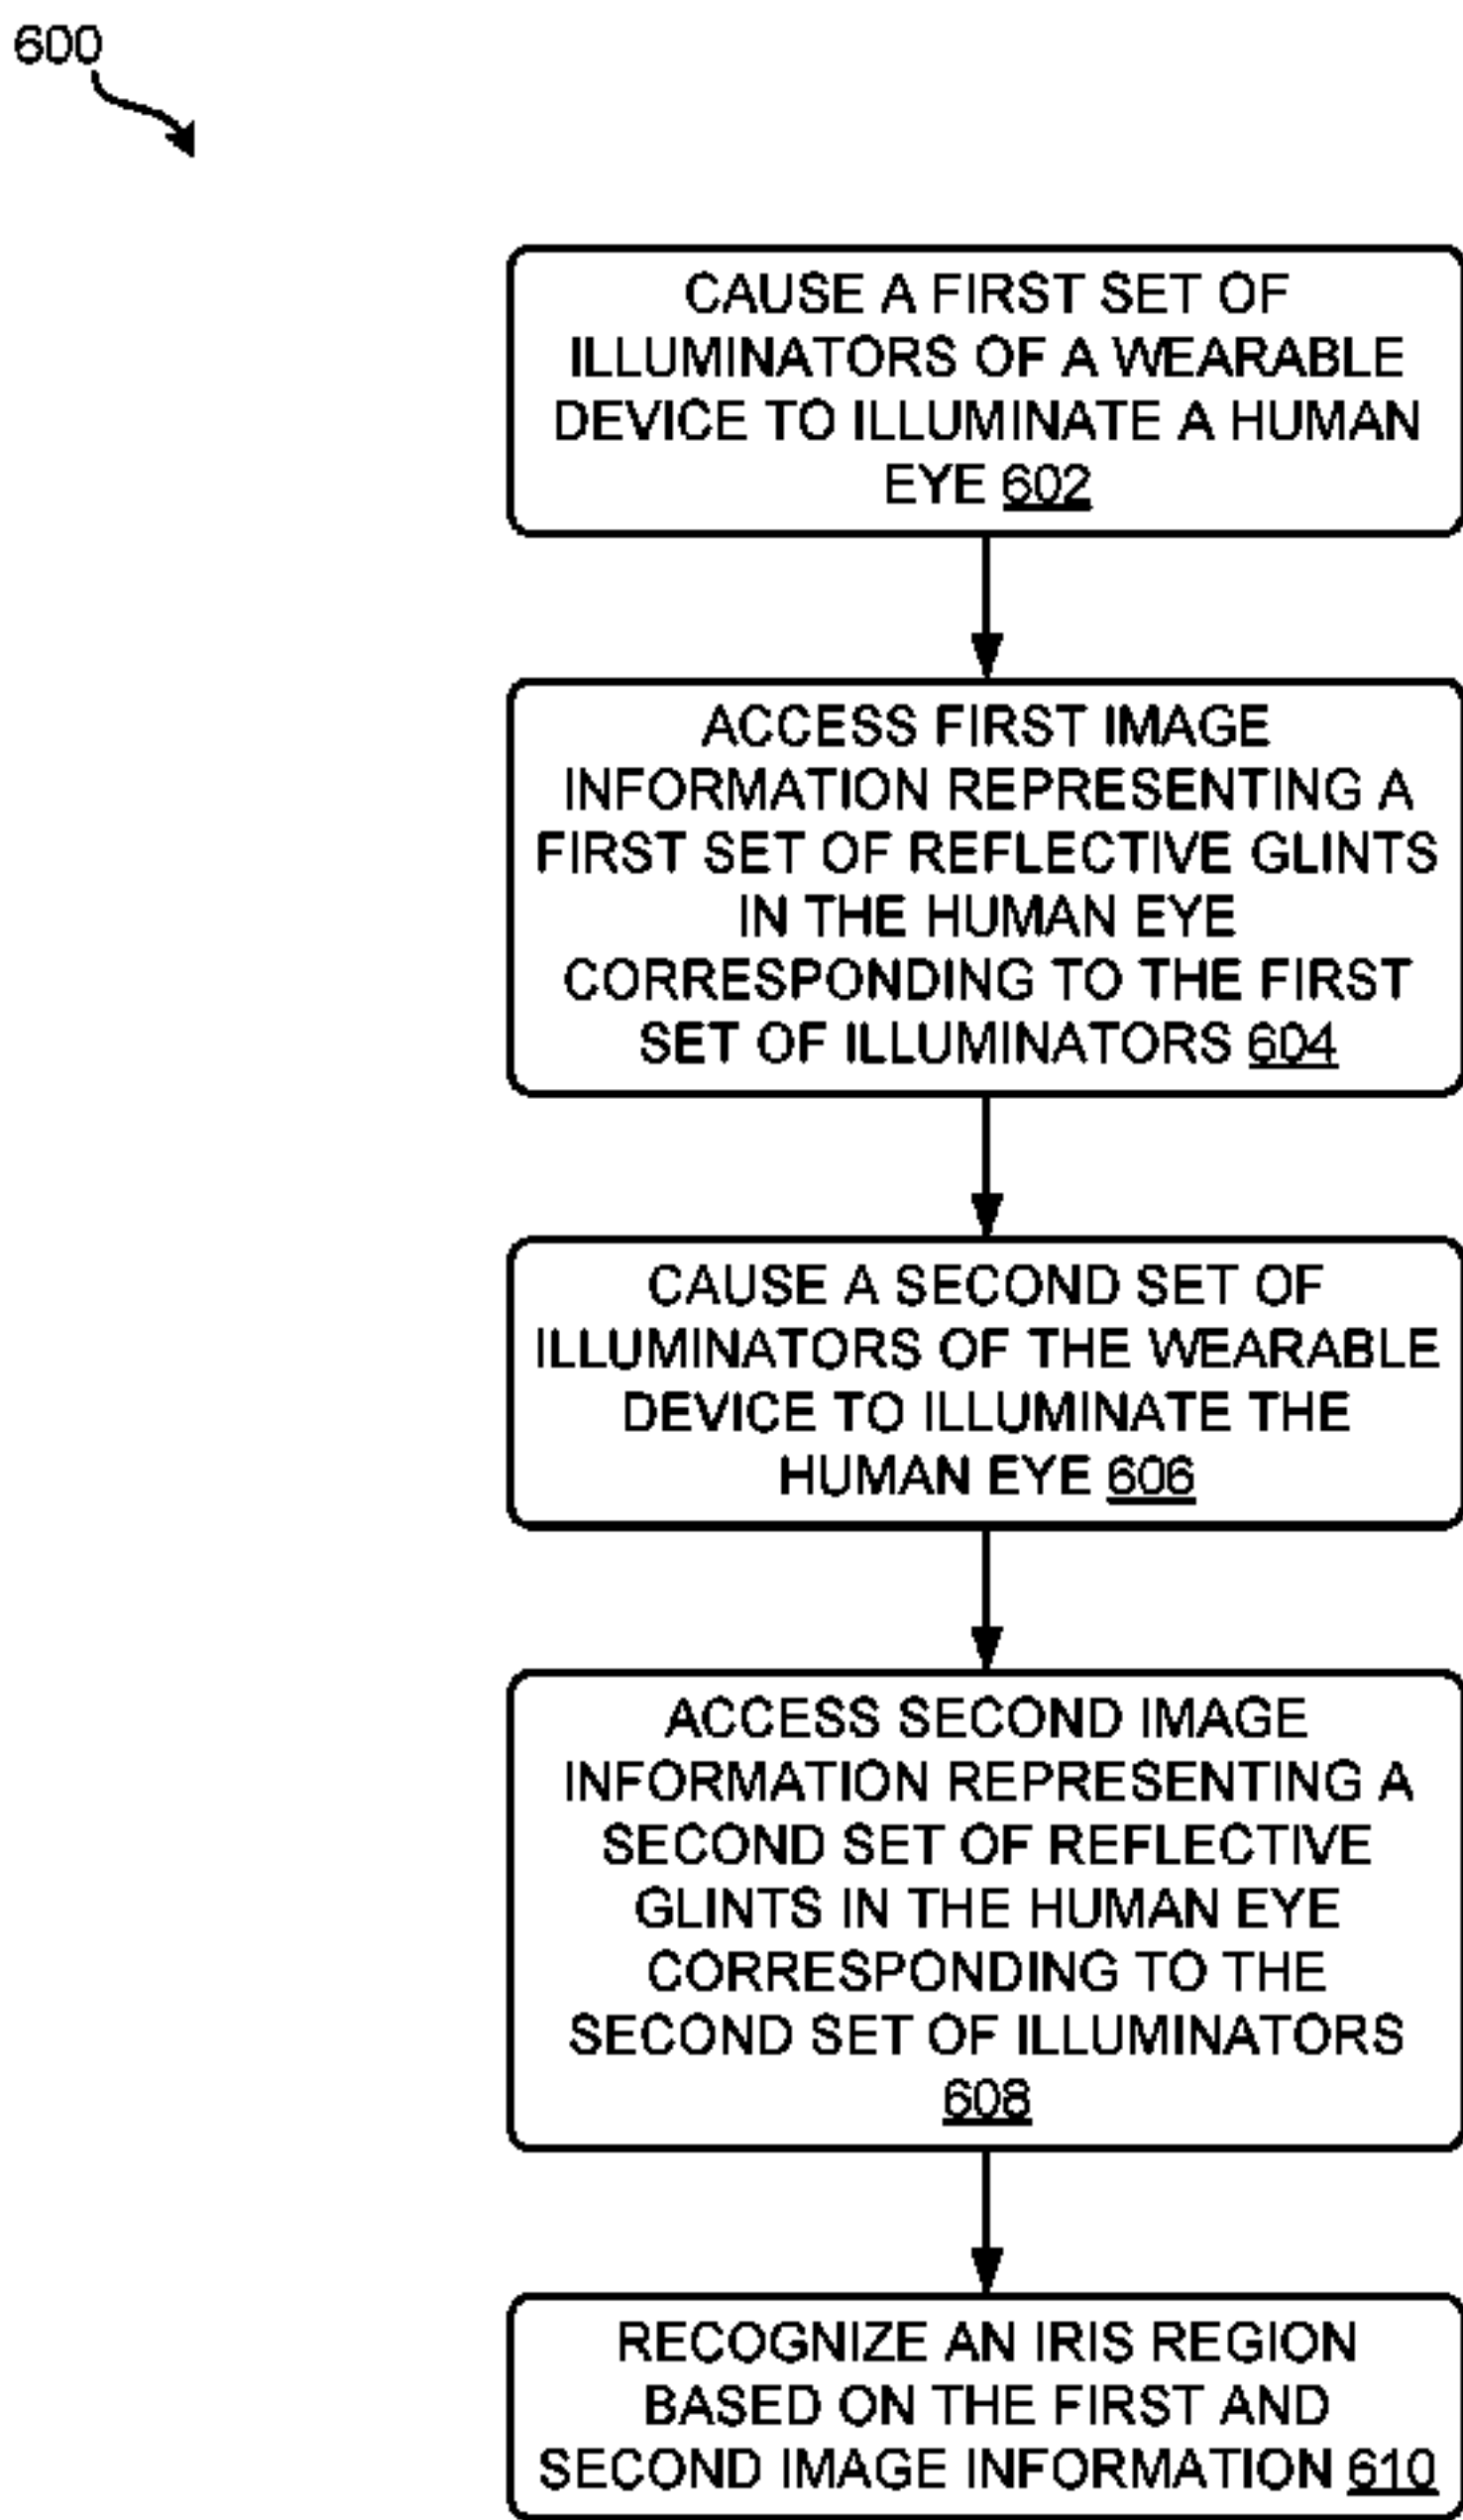 600
CAUSE A FIRST SET OF
ILLUMINATORS OF A WEARABLE
DEVICE TO ILLUMINATE A HUMAN
EYE 602
ACCESS FIRST IMAGE
INFORMATION REPRESENTING A
FIRST SET OF REFLECTIVE GLINTS
IN THE HUMAN EYE
CORRESPONDING TO THE FIRST
SET OF ILLUMINATORS 604
CAUSE A SECOND SET OF
ILLUMINATORS OF THE WEARABLE
DEVICE TO ILLUMINATE THE
HUMAN EYE 606
ACCESS SECOND IMAGE
INFORMATION REPRESENTING A
SECOND SET OF REFLECTIVE
GLINTS IN THE HUMAN EYE
CORRESPONDING TO THE
SECOND SET OF ILLUMINATORS
608
RECOGNIZE AN IRIS REGION
BASED ON THE FIRST AND
SECOND IMAGE INFORMATION 610